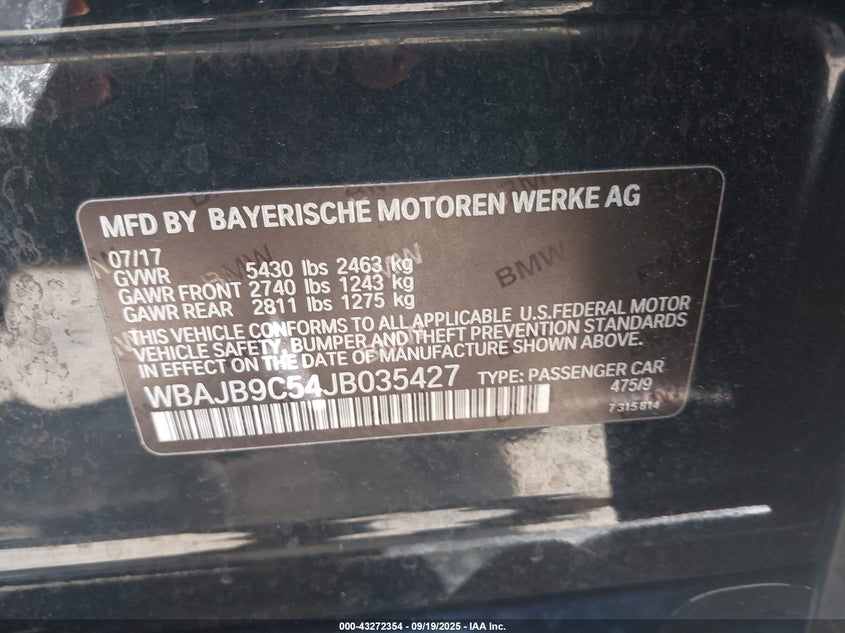 MFD BY BAYERISCHE MOTOREN WERKE AG
07/17
GVWR 5430 lbs 2463 kg
GAWR FRONT 2740 lbs 1243 kg
GAWR REAR 2811 lbs 1275 kg
THIS VEHICLE CONFORMS TO ALL APPLICABLE U.S.FEDERAL MOTOR
VEHICLE SAFETY, BUMPER AND THEFT PREVENTION STANDARDS
IN EFFECT ON THE DATE OF MANUFACTURE SHOWN ABOVE.
WBAJB9C54JB035427 TYPE: PASSENGER CAR
475/9
7 315 814
BMW
BMW
000-43272354 - 09/19/2025 - IAA Inc.